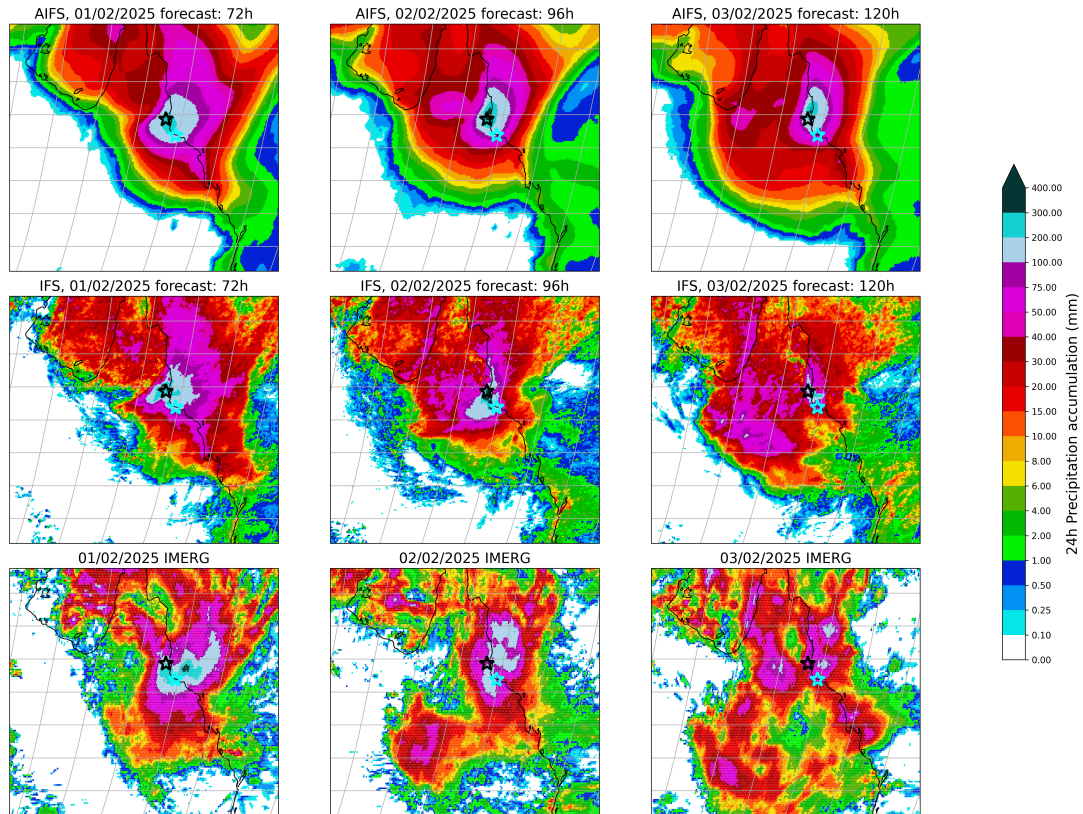 AIFS, 01/02/2025 forecast: 72h
AIFS, 02/02/2025 forecast: 96h
AIFS, 03/02/2025 forecast: 120h
IFS, 01/02/2025 forecast: 72h
IFS, 02/02/2025 forecast: 96h
IFS, 03/02/2025 forecast: 120h
01/02/2025 IMERG
02/02/2025 IMERG
03/02/2025 IMERG
400.00
300.00
200.00
100.00
75.00
50.00
40.00
30.00
20.00
15.00
10.00
8.00
6.00
4.00
2.00
1.00
0.50
0.25
0.10
0.00
24h Precipitation accumulation (mm)